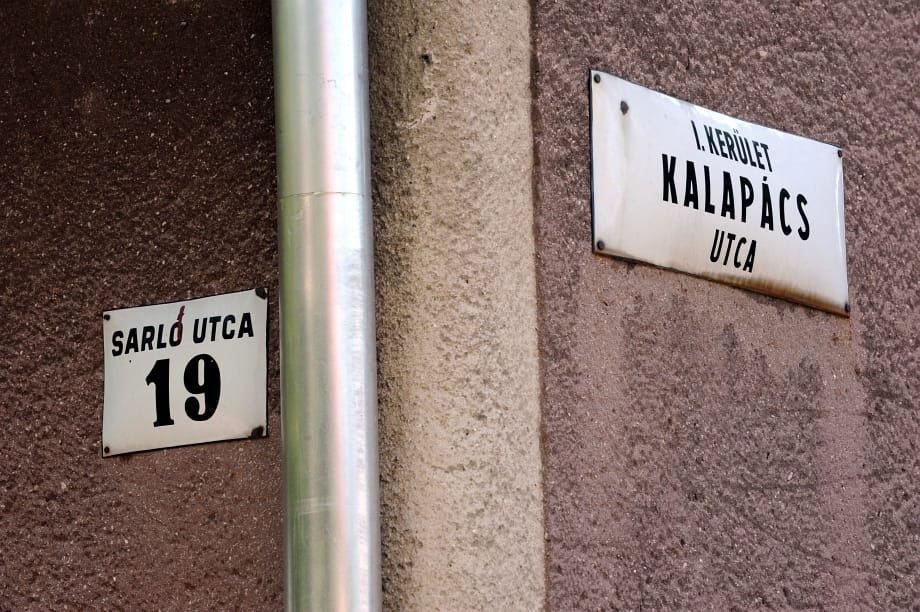 SARLÓ UTCA
19
I. KERÜLET
KALAPÁCS
UTCA